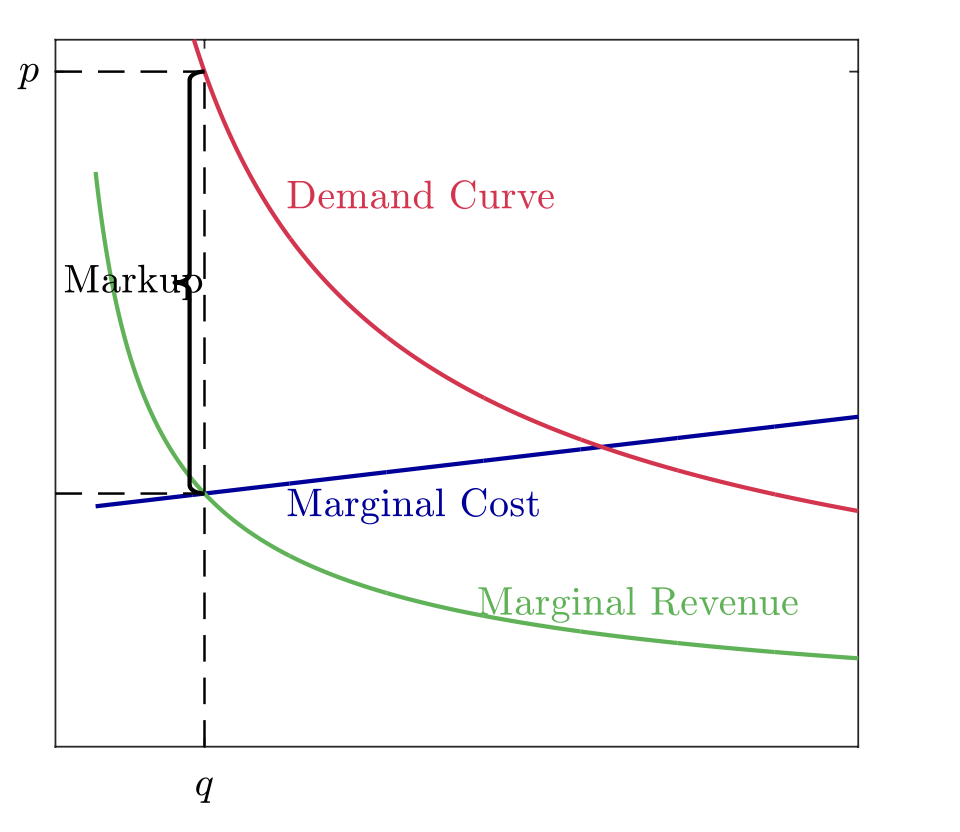 p
Demand Curve
Markup
Marginal Cost
Marginal Revenue
q